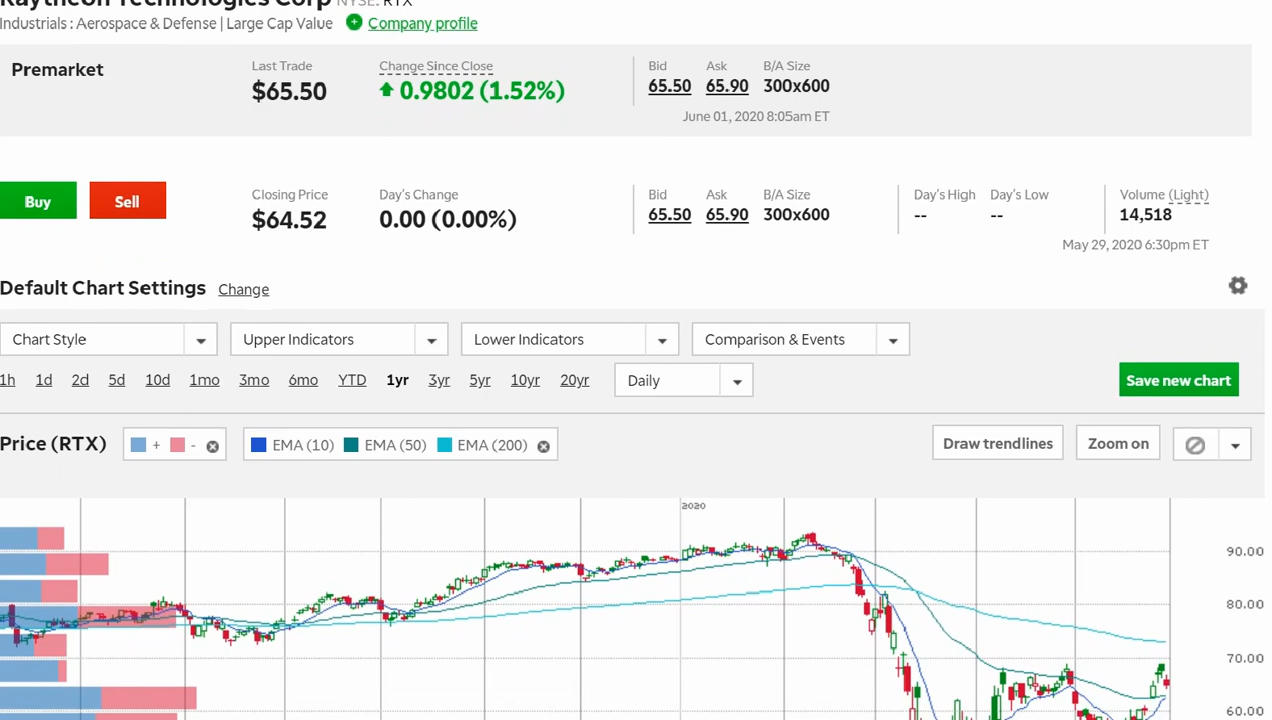 Raytheon Technologies Corp NYSE: RTX
Industrials : Aerospace & Defense | Large Cap Value Company profile
Premarket
Last Trade
$65.50
Change Since Close
0.9802 (1.52%)
Bid Ask B/A Size
65.50 65.90 300x600
June 01, 2020 8:05am ET
Buy Sell
Closing Price
$64.52
Day's Change
0.00 (0.00%)
Bid Ask B/A Size
65.50 65.90 300x600
Day's High Day's Low
-- --
Volume (Light)
14,518
May 29, 2020 6:30pm ET
Default Chart Settings Change
Chart Style Upper Indicators Lower Indicators Comparison & Events
1h 1d 2d 5d 10d 1mo 3mo 6mo YTD 1yr 3yr 5yr 10yr 20yr Daily Save new chart
Price (RTX) + - EMA (10) EMA (50) EMA (200) Draw trendlines Zoom on
2020
90.00
80.00
70.00
60.00